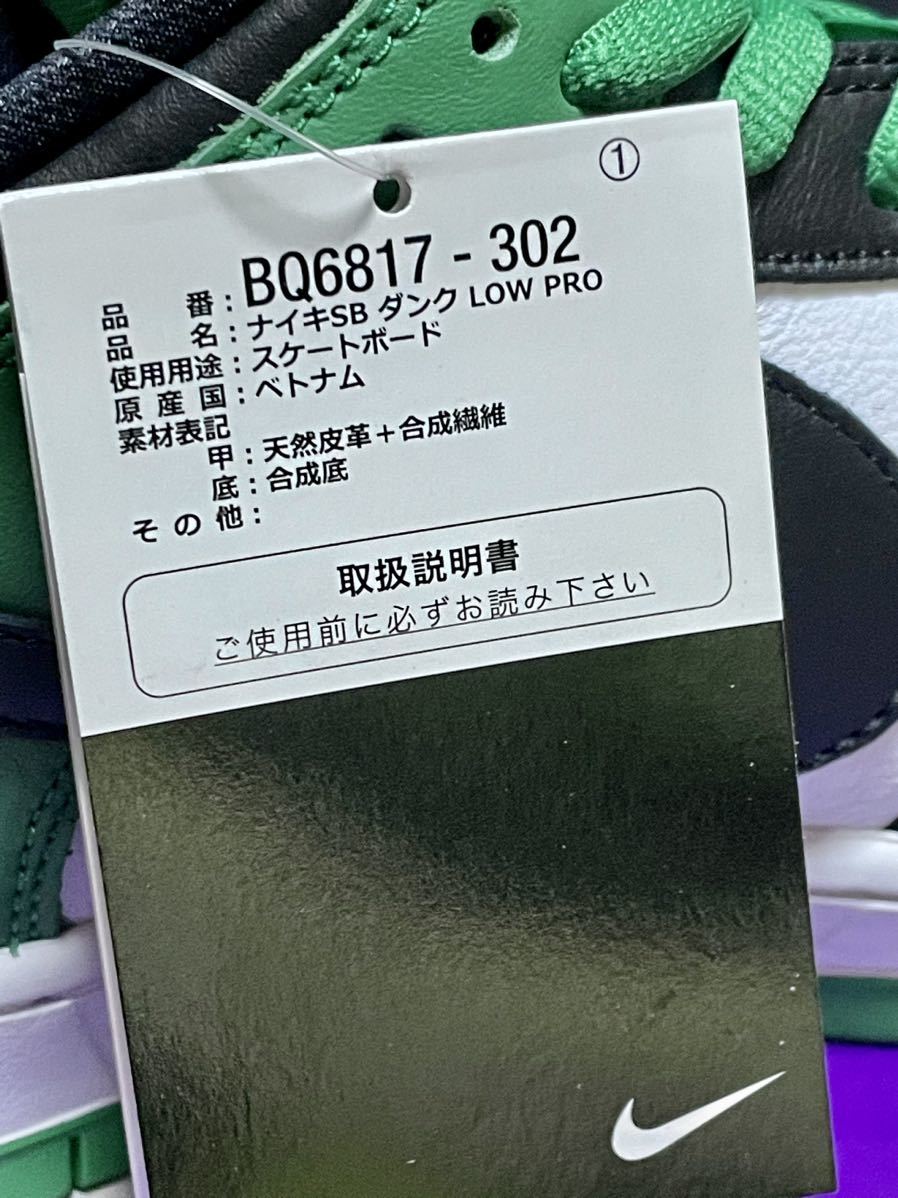 ①
品番：BQ6817 - 302
品名：ナイキSB ダンク LOW PRO
使用用途：スケートボード
原産国：ベトナム
素材表記
甲：天然皮革＋合成繊維
底：合成底
その他：
取扱説明書
ご使用前に必ずお読み下さい